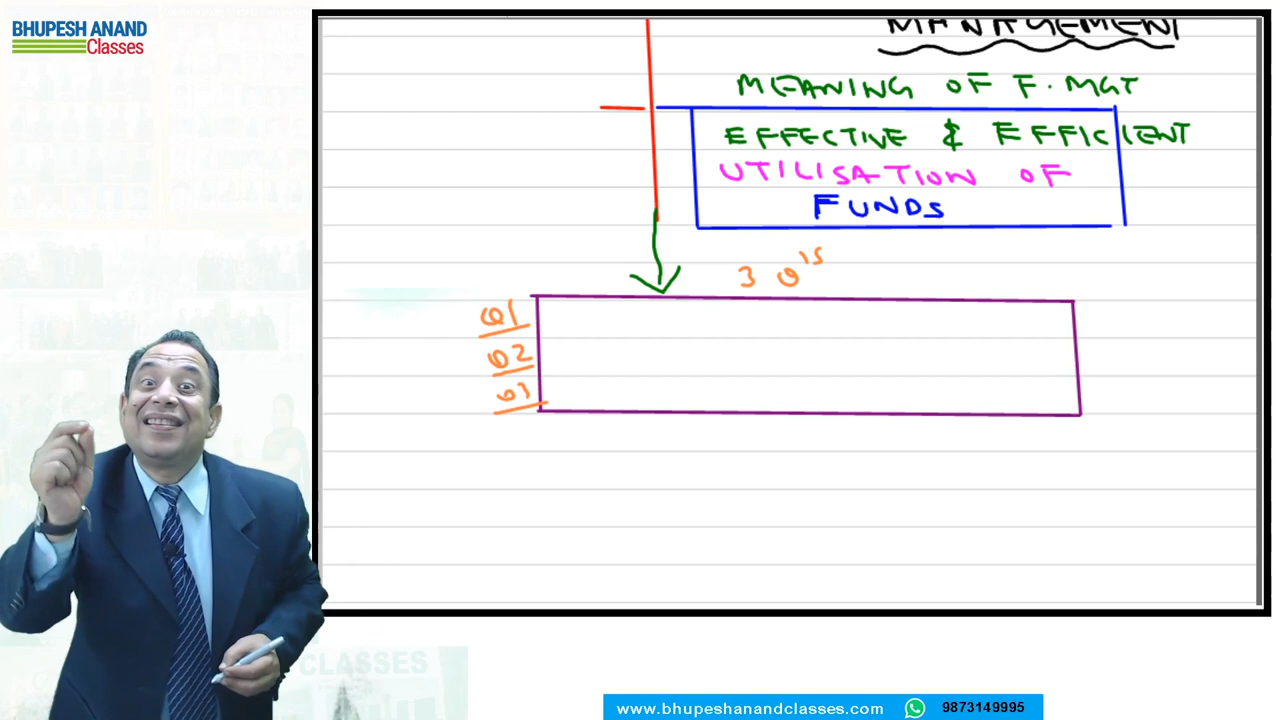 BHUPESH ANAND
Classes
MANAGEMENT
MEANING OF F. MGT
EFFECTIVE & EFFICIENT
UTILISATION OF
FUNDS
3 Q'S
Q1
Q2
Q3
CLASSES
www.bhupeshanandclasses.com 9873149995